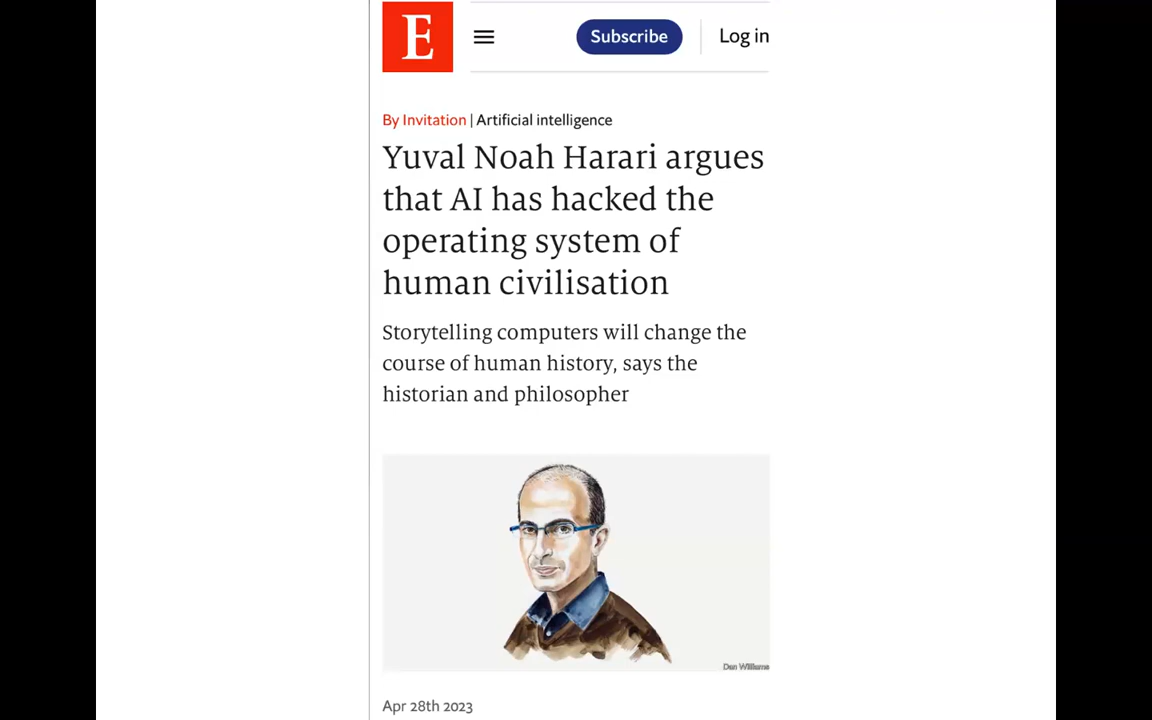 E
Subscribe
Log in
By Invitation | Artificial intelligence
Yuval Noah Harari argues
that AI has hacked the
operating system of
human civilisation
Storytelling computers will change the
course of human history, says the
historian and philosopher
Dan Williams
Apr 28th 2023